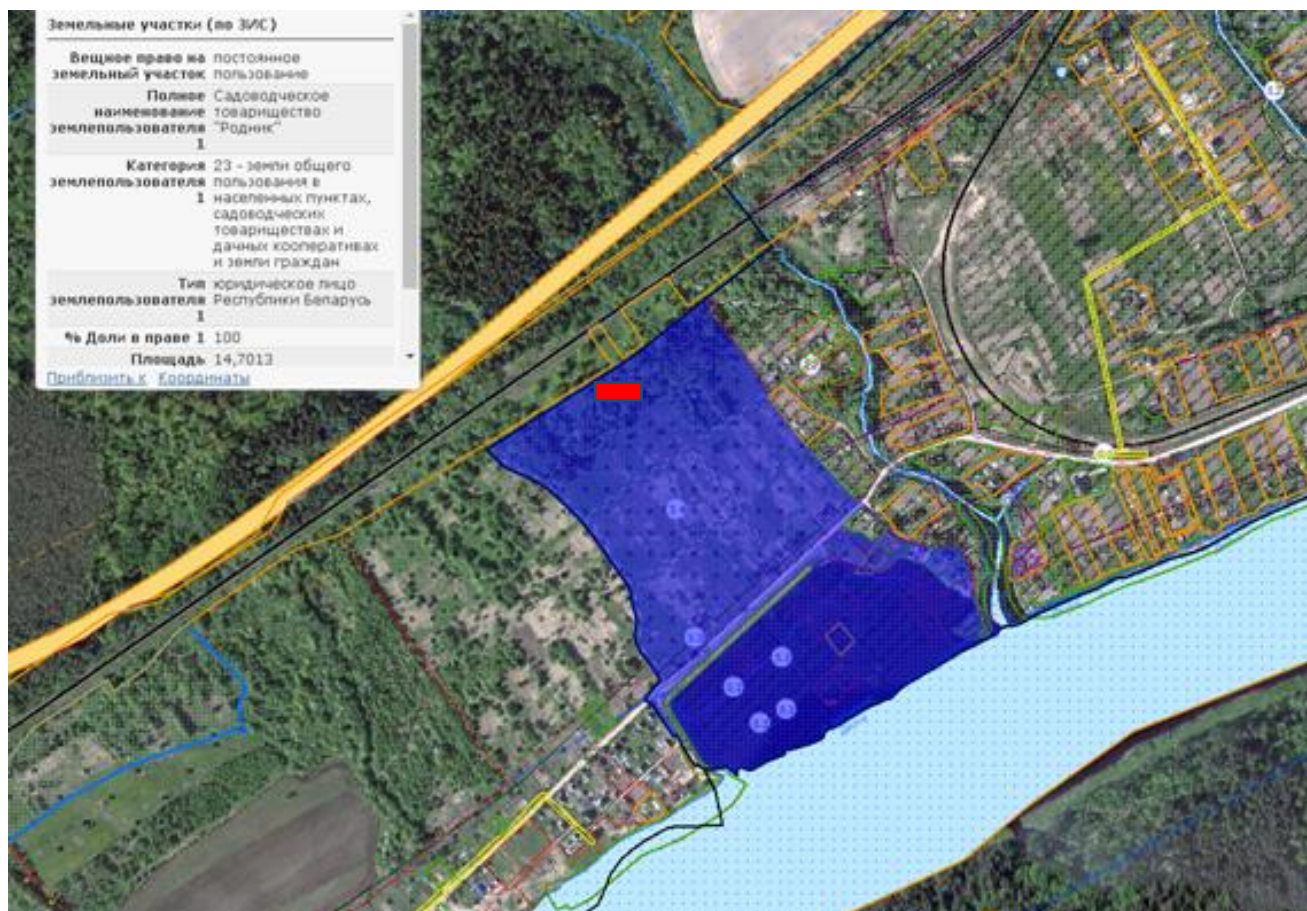 Земельные участки (по ЗИС)
Вещное право на земельный участок постоянное пользование
Полное наименование землепользователя 1 Садоводческое товарищество "Родник"
Категория землепользователя 1 23 - земли общего пользования в населенных пунктах, садоводческих товариществах и дачных кооперативах и земли граждан
Тип землепользователя 1 юридическое лицо Республики Беларусь
% Доли в праве 1 100
Площадь 14,7013
Приблизить к Координаты